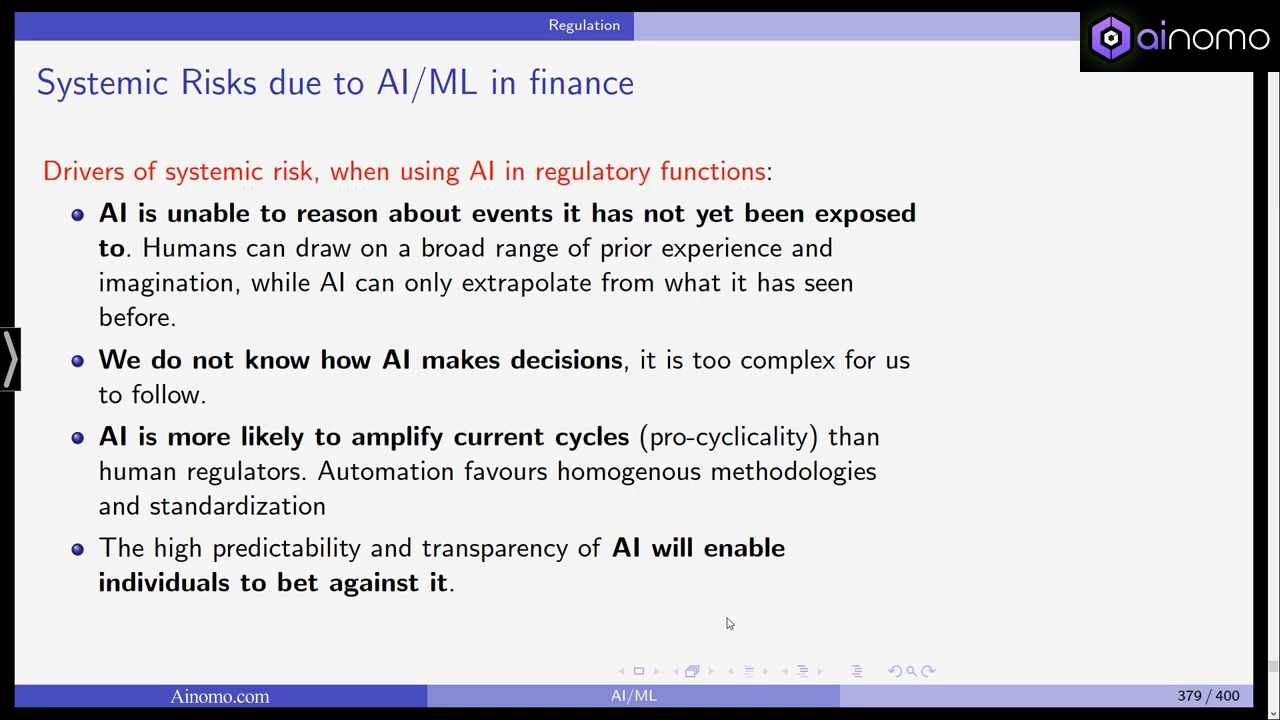 Regulation
ainomo
Systemic Risks due to AI/ML in finance
Drivers of systemic risk, when using AI in regulatory functions:
AI is unable to reason about events it has not yet been exposed
to. Humans can draw on a broad range of prior experience and
imagination, while AI can only extrapolate from what it has seen
before.
We do not know how AI makes decisions, it is too complex for us
to follow.
AI is more likely to amplify current cycles (pro-cyclicality) than
human regulators. Automation favours homogenous methodologies
and standardization
The high predictability and transparency of AI will enable
individuals to bet against it.
Ainomo.com
AI/ML
379 / 400